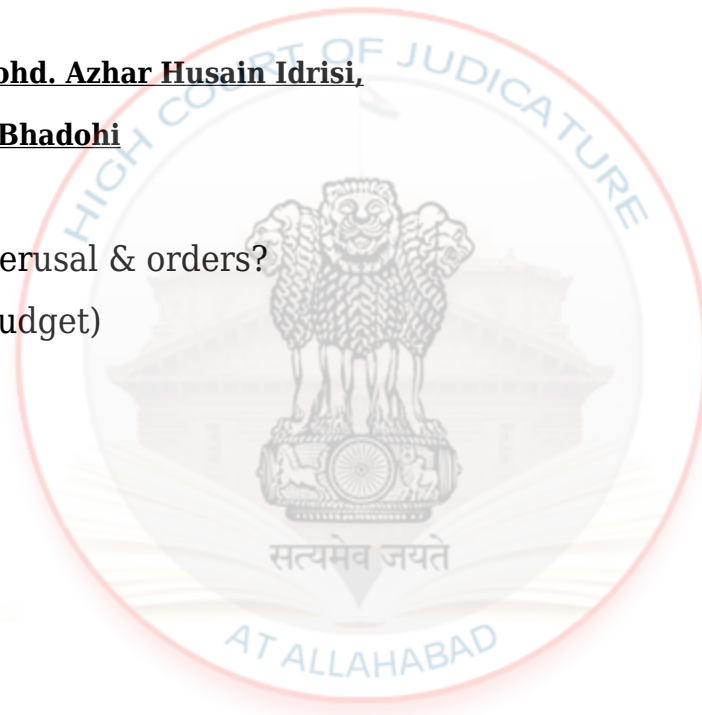 ohd. Azhar Husain Idrisi,
Bhadohi
erusal & orders?
udget)
HIGH COURT OF JUDICATURE
सत्यमेव जयते
AT ALLAHABAD